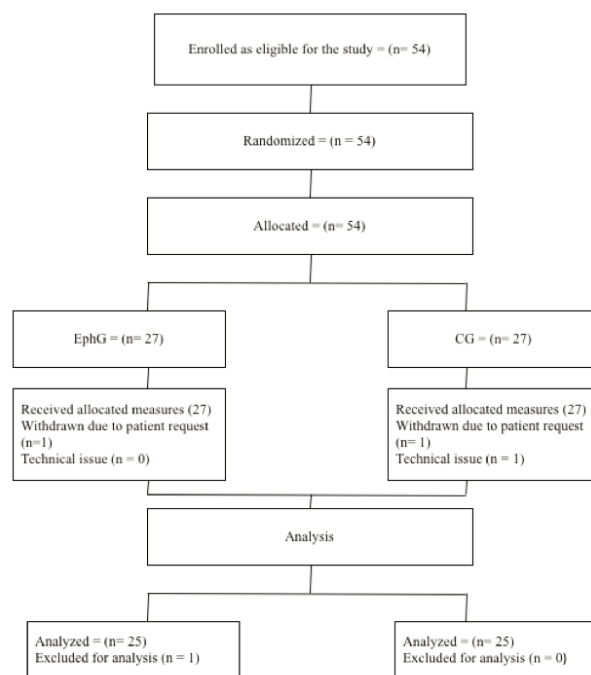 Enrolled as eligible for the study = (n= 54)
Randomized = (n = 54)
Allocated = (n= 54)
EphG = (n= 27)
CG = (n= 27)
Received allocated measures (27)
Withdrawn due to patient request
(n=1)
Technical issue (n = 0)
Received allocated measures (27)
Withdrawn due to patient request
(n= 1)
Technical issue (n = 1)
Analysis
Analyzed = (n= 25)
Excluded for analysis (n = 1)
Analyzed = (n= 25)
Excluded for analysis (n = 0)